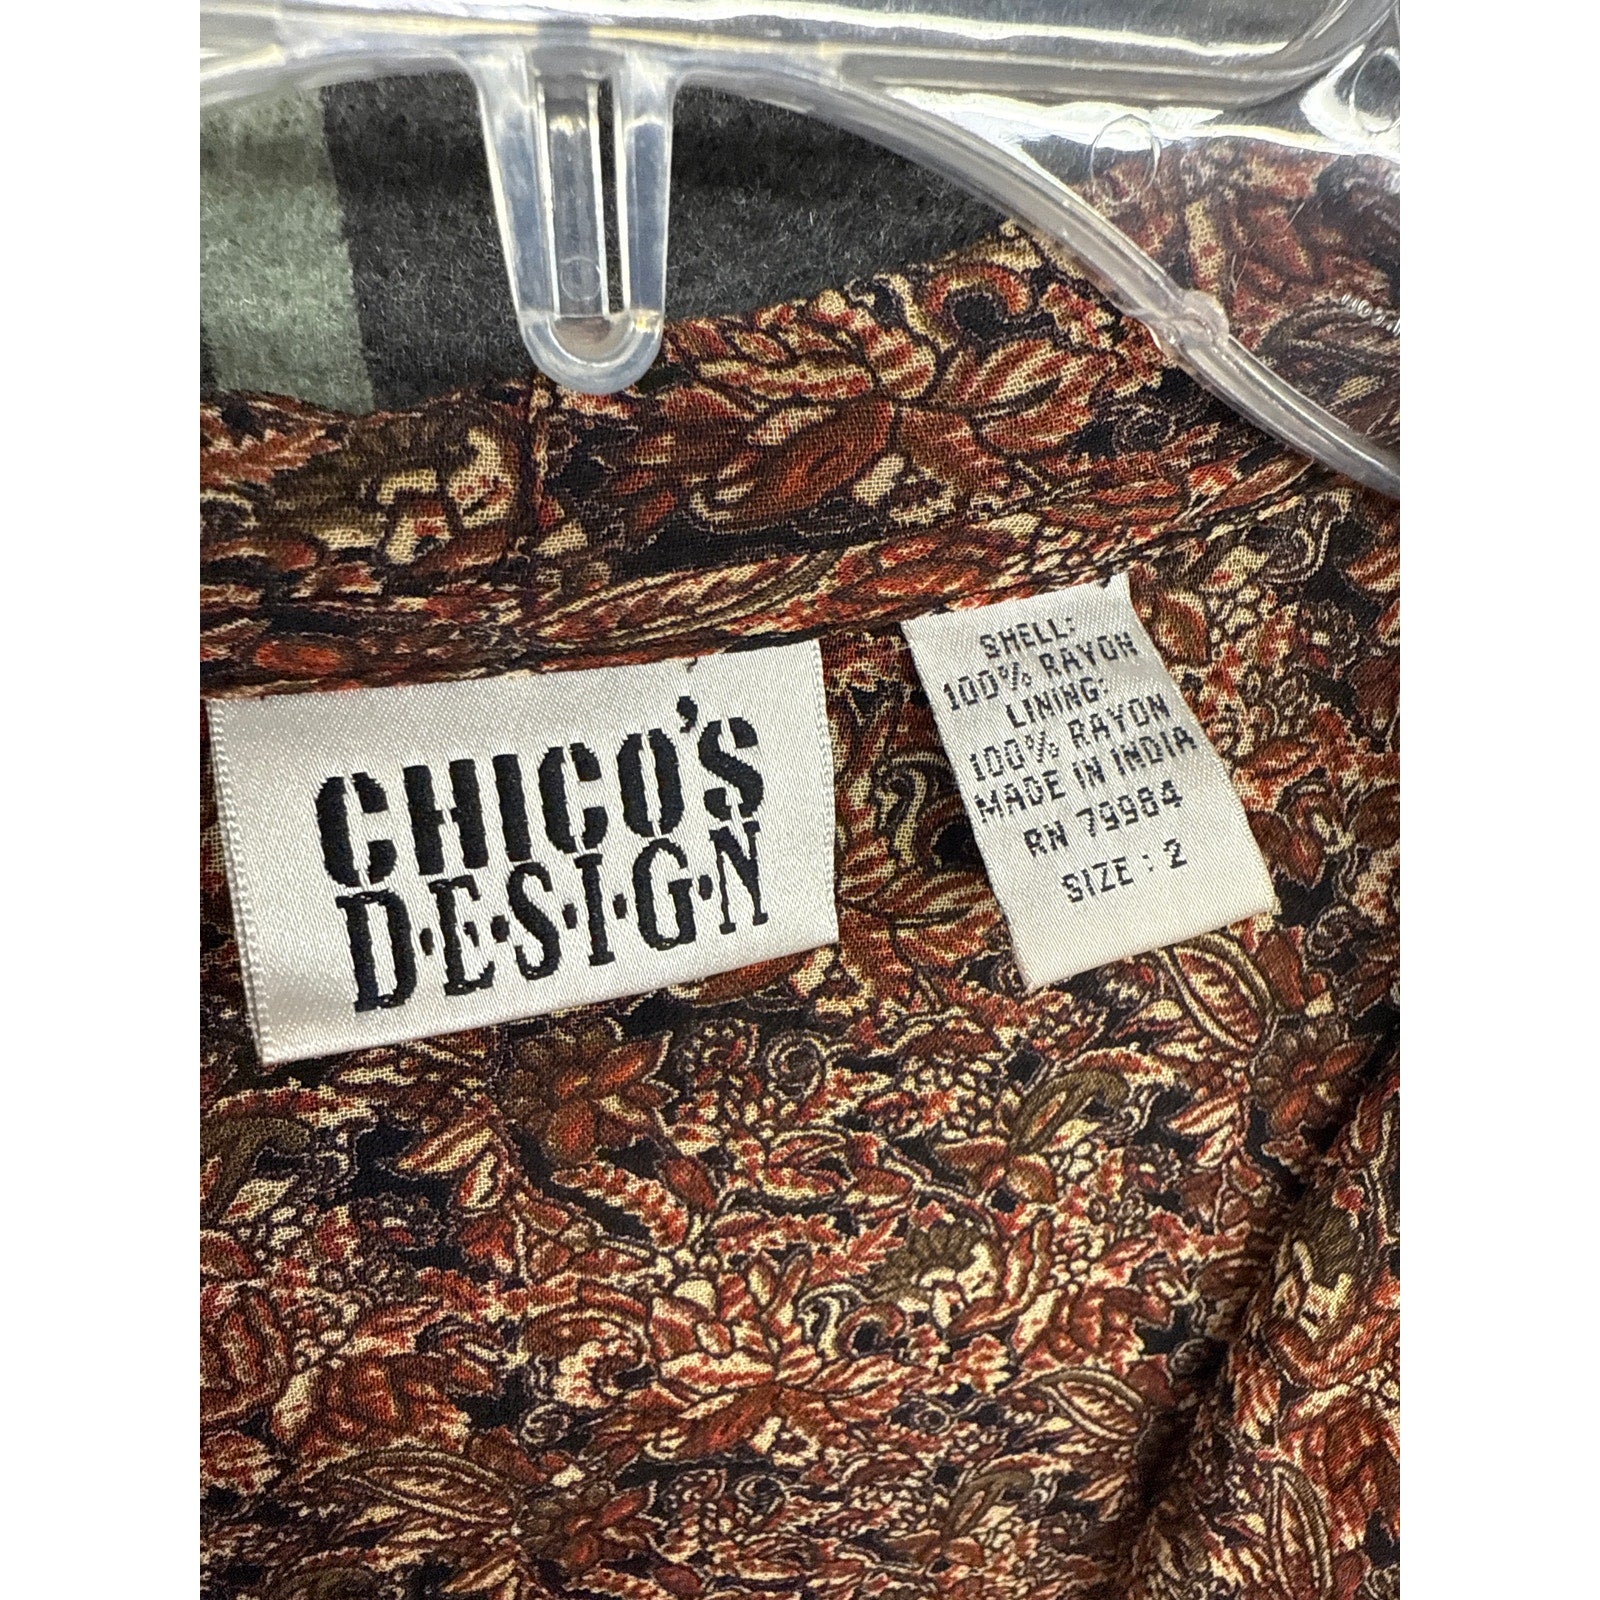 CHICO'S
D·E·S·I·G·N
SHELL:
100% RAYON
LINING:
100% RAYON
MADE IN INDIA
RN 79984
SIZE : 2